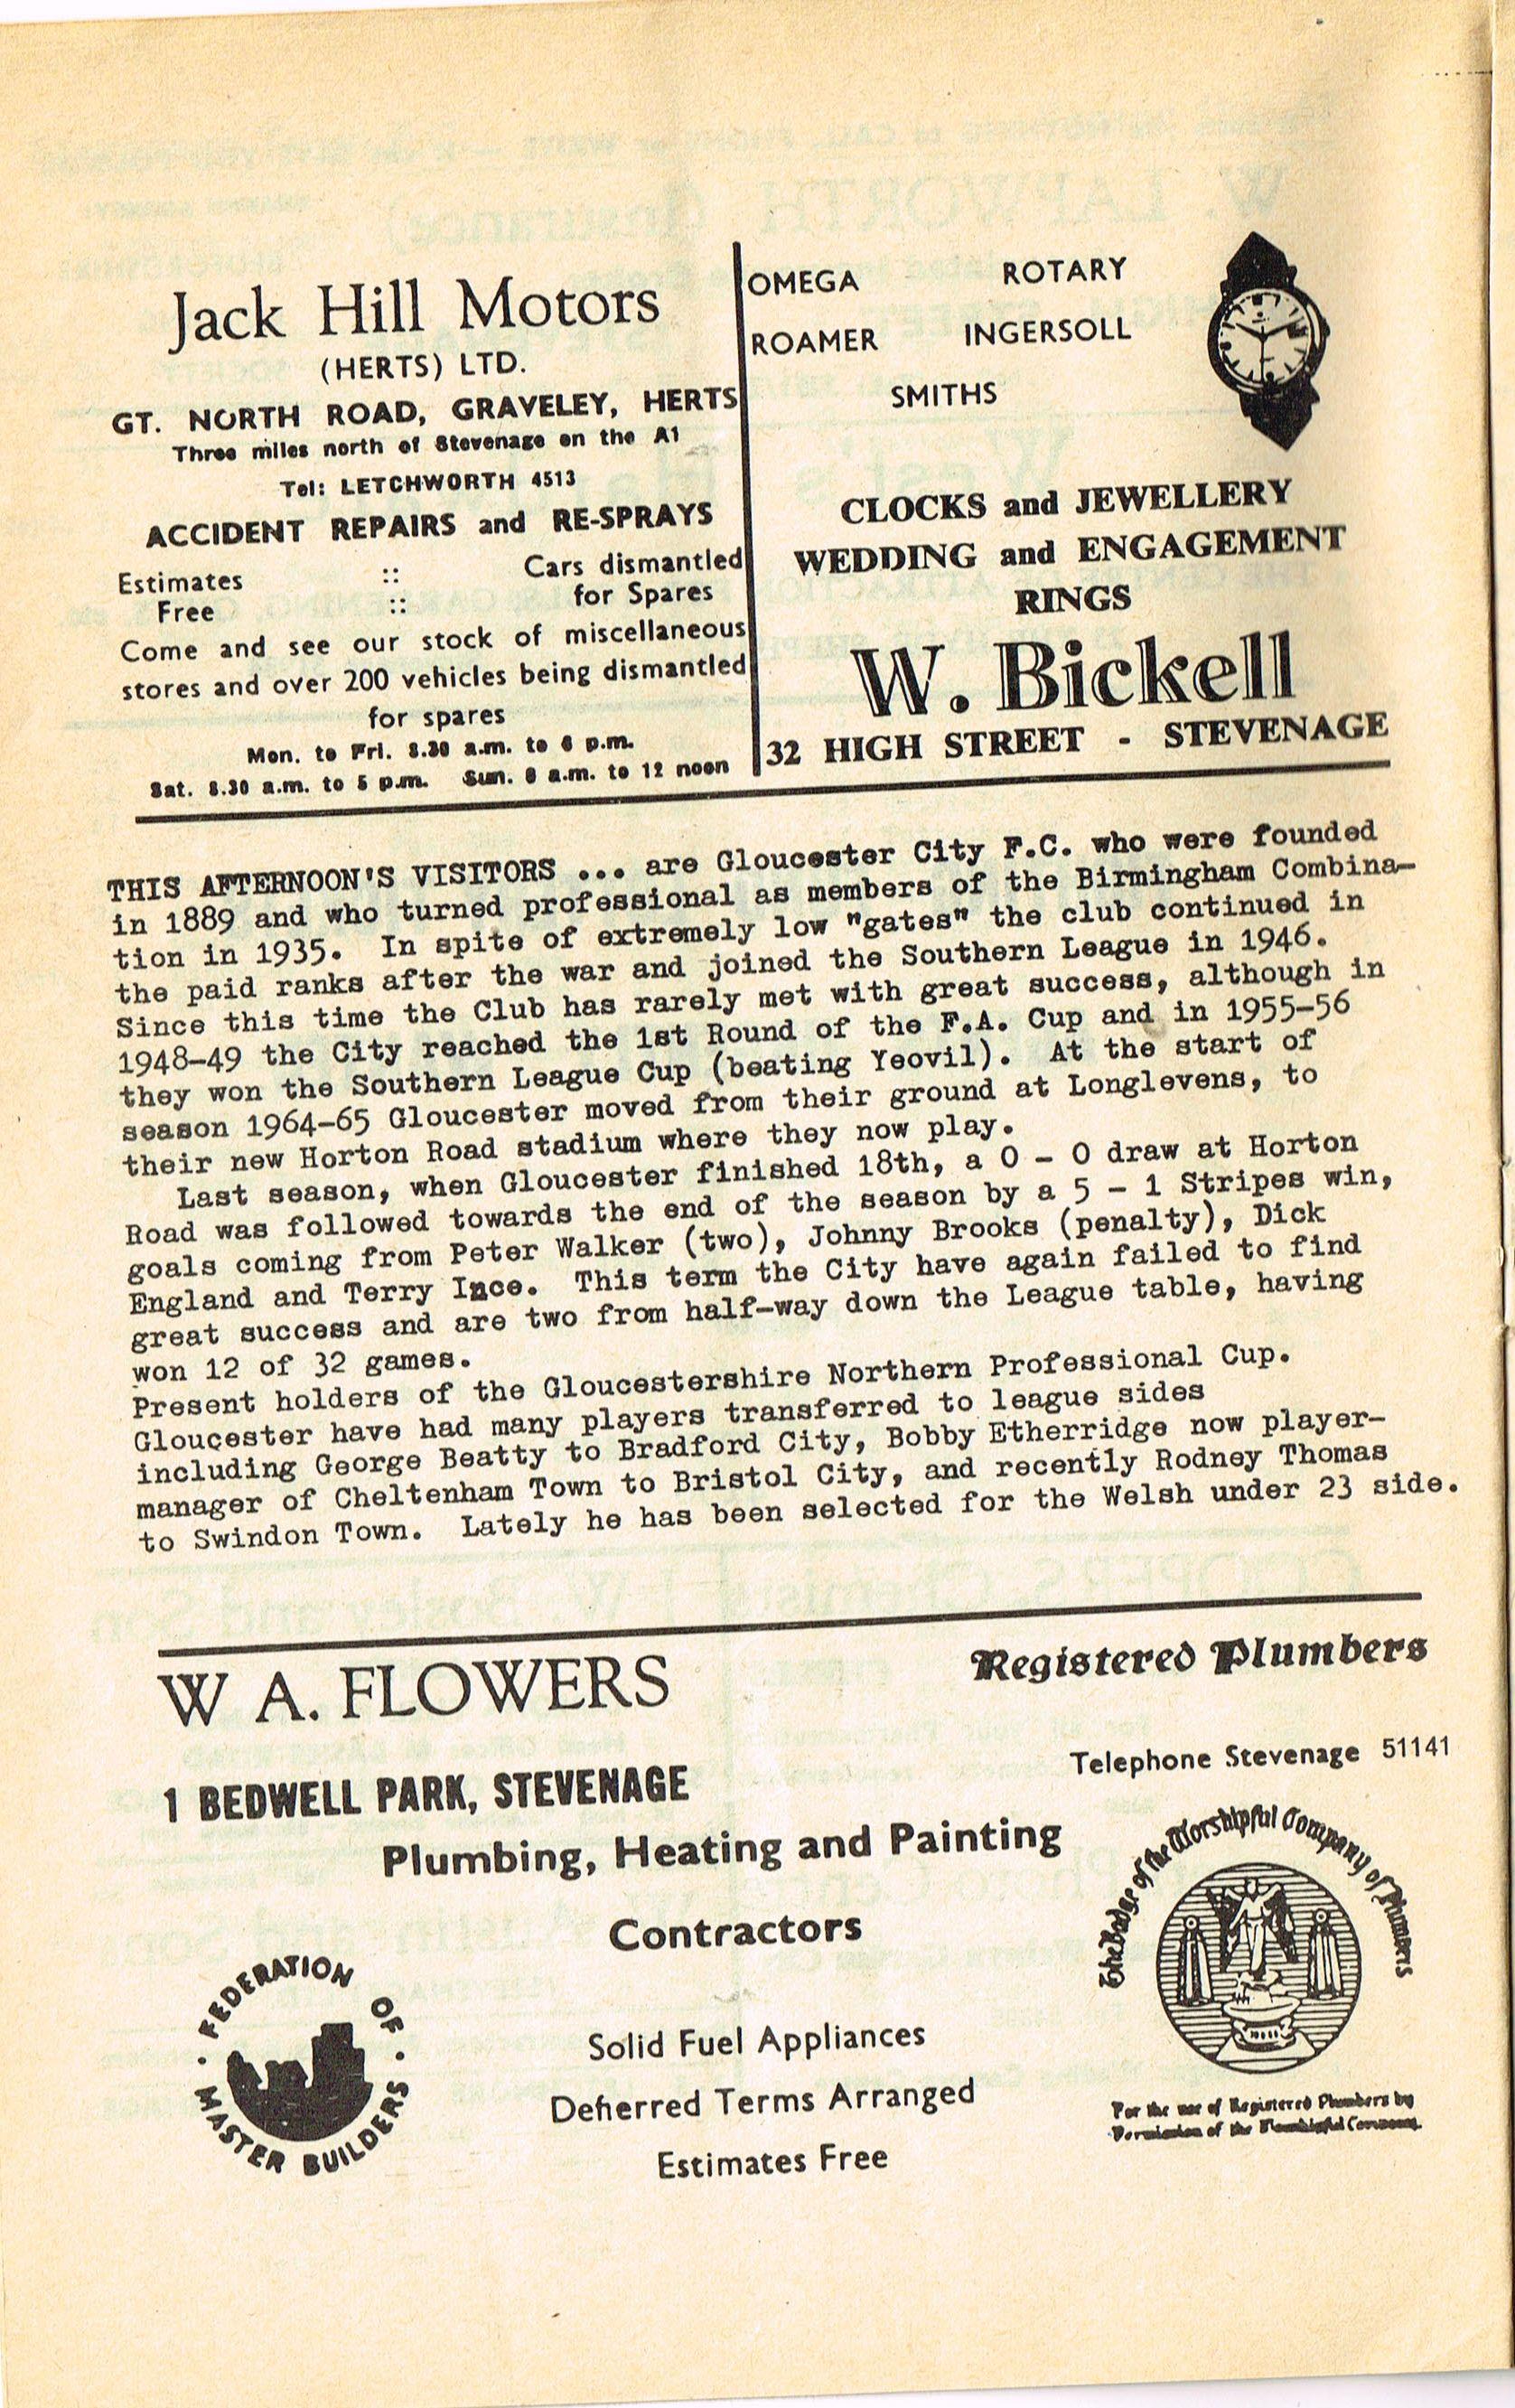 Jack Hill Motors
(HERTS) LTD.
GT. NORTH ROAD, GRAVELEY, HERTS
Three miles north of Stevenage on the A1
Tel: LETCHWORTH 4513
ACCIDENT REPAIRS and RE-SPRAYS
Estimates :: Cars dismantled
Free :: for Spares
Come and see our stock of miscellaneous
stores and over 200 vehicles being dismantled
for spares
Mon. to Fri. 8.30 a.m. to 6 p.m.
Sat. 8.30 a.m. to 5 p.m. Sun. 8 a.m. to 12 noon
OMEGA ROTARY
ROAMER INGERSOLL
SMITHS
CLOCKS and JEWELLERY
WEDDING and ENGAGEMENT
RINGS
W. Bickell
32 HIGH STREET - STEVENAGE
THIS AFTERNOON'S VISITORS ... are Gloucester City F.C. who were founded
in 1889 and who turned professional as members of the Birmingham Combina-
tion in 1935. In spite of extremely low "gates" the club continued in
the paid ranks after the war and joined the Southern League in 1946.
Since this time the Club has rarely met with great success, although in
1948-49 the City reached the 1st Round of the F.A. Cup and in 1955-56
they won the Southern League Cup (beating Yeovil). At the start of
season 1964-65 Gloucester moved from their ground at Longlevens, to
their new Horton Road stadium where they now play.
Last season, when Gloucester finished 18th, a 0 - 0 draw at Horton
Road was followed towards the end of the season by a 5 - 1 Stripes win,
goals coming from Peter Walker (two), Johnny Brooks (penalty), Dick
England and Terry Ince. This term the City have again failed to find
great success and are two from half-way down the League table, having
won 12 of 32 games.
Present holders of the Gloucestershire Northern Professional Cup.
Gloucester have had many players transferred to league sides
including George Beatty to Bradford City, Bobby Etherridge now player-
manager of Cheltenham Town to Bristol City, and recently Rodney Thomas
to Swindon Town. Lately he has been selected for the Welsh under 23 side.
W A. FLOWERS
Registered Plumbers
1 BEDWELL PARK, STEVENAGE
Telephone Stevenage 51141
Plumbing, Heating and Painting
Contractors
Solid Fuel Appliances
Deferred Terms Arranged
Estimates Free
FEDERATION OF
MASTER BUILDERS
The Badge of the Worshipful Company of Plumbers
For the use of Registered Plumbers by
Permission of the Worshipful Company.